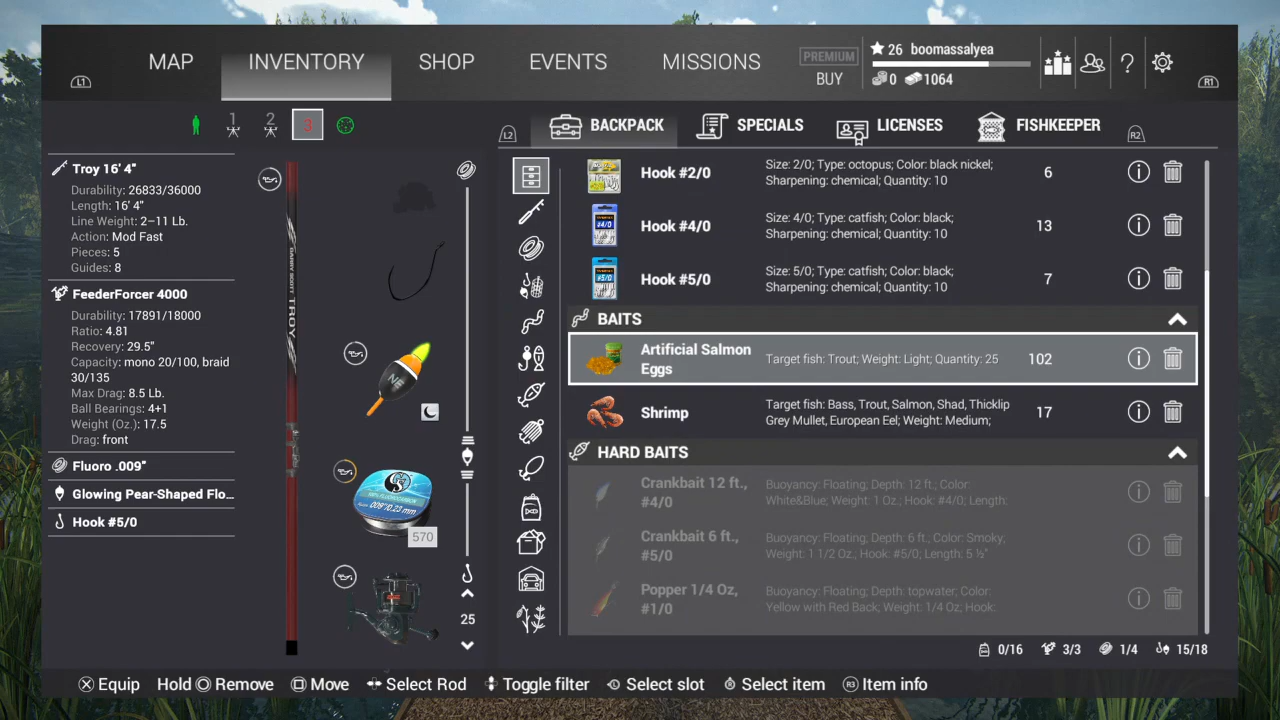 MAP
INVENTORY
SHOP
EVENTS
MISSIONS
PREMIUM
BUY
26 boomassalyea
0
1064
L1
R1
1
2
3
L2
BACKPACK
SPECIALS
LICENSES
FISHKEEPER
R2
Troy 16' 4"
Durability: 26833/36000
Length: 16' 4"
Line Weight: 2–11 Lb.
Action: Mod Fast
Pieces: 5
Guides: 8
FeederForcer 4000
Durability: 17891/18000
Ratio: 4.81
Recovery: 29.5"
Capacity: mono 20/100, braid
30/135
Max Drag: 8.5 Lb.
Ball Bearings: 4+1
Weight (Oz.): 17.5
Drag: front
Fluoro .009"
Glowing Pear-Shaped Flo...
Hook #5/0
TROY
570
25
Hook #2/0
Size: 2/0; Type: octopus; Color: black nickel;
Sharpening: chemical; Quantity: 10
6
Hook #4/0
Size: 4/0; Type: catfish; Color: black;
Sharpening: chemical; Quantity: 10
13
Hook #5/0
Size: 5/0; Type: catfish; Color: black;
Sharpening: chemical; Quantity: 10
7
BAITS
Artificial Salmon
Eggs
Target fish: Trout; Weight: Light; Quantity: 25
102
Shrimp
Target fish: Bass, Trout, Salmon, Shad, Thicklip
Grey Mullet, European Eel; Weight: Medium;
17
HARD BAITS
Crankbait 12 ft.,
#4/0
Buoyancy: Floating; Depth: 12 ft.; Color:
White&Blue; Weight: 1 Oz.; Hook: #4/0; Length:
Crankbait 6 ft.,
#5/0
Buoyancy: Floating; Depth: 6 ft.; Color: Smoky;
Weight: 1 1/2 Oz.; Hook: #5/0; Length: 5 ½"
Popper 1/4 Oz,
#1/0
Buoyancy: Floating; Depth: topwater; Color:
Yellow with Red Back; Weight: 1/4 Oz; Hook:
0/16
3/3
1/4
15/18
Equip
Hold Remove
Move
Select Rod
Toggle filter
Select slot
Select item
R3 Item info